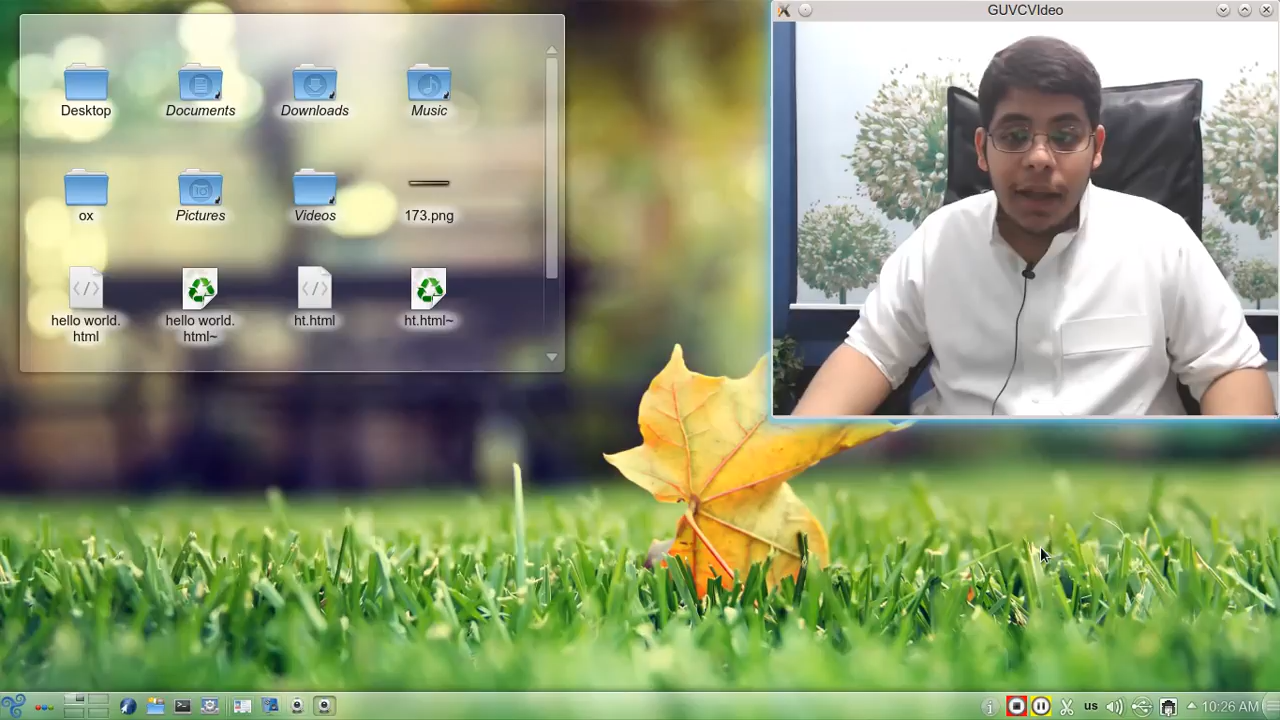 GUVCVIdeo
Desktop
Documents
Downloads
Music
ox
Pictures
Videos
173.png
hello world.
html
hello world.
html~
ht.html
ht.html~
us
10:26 AM